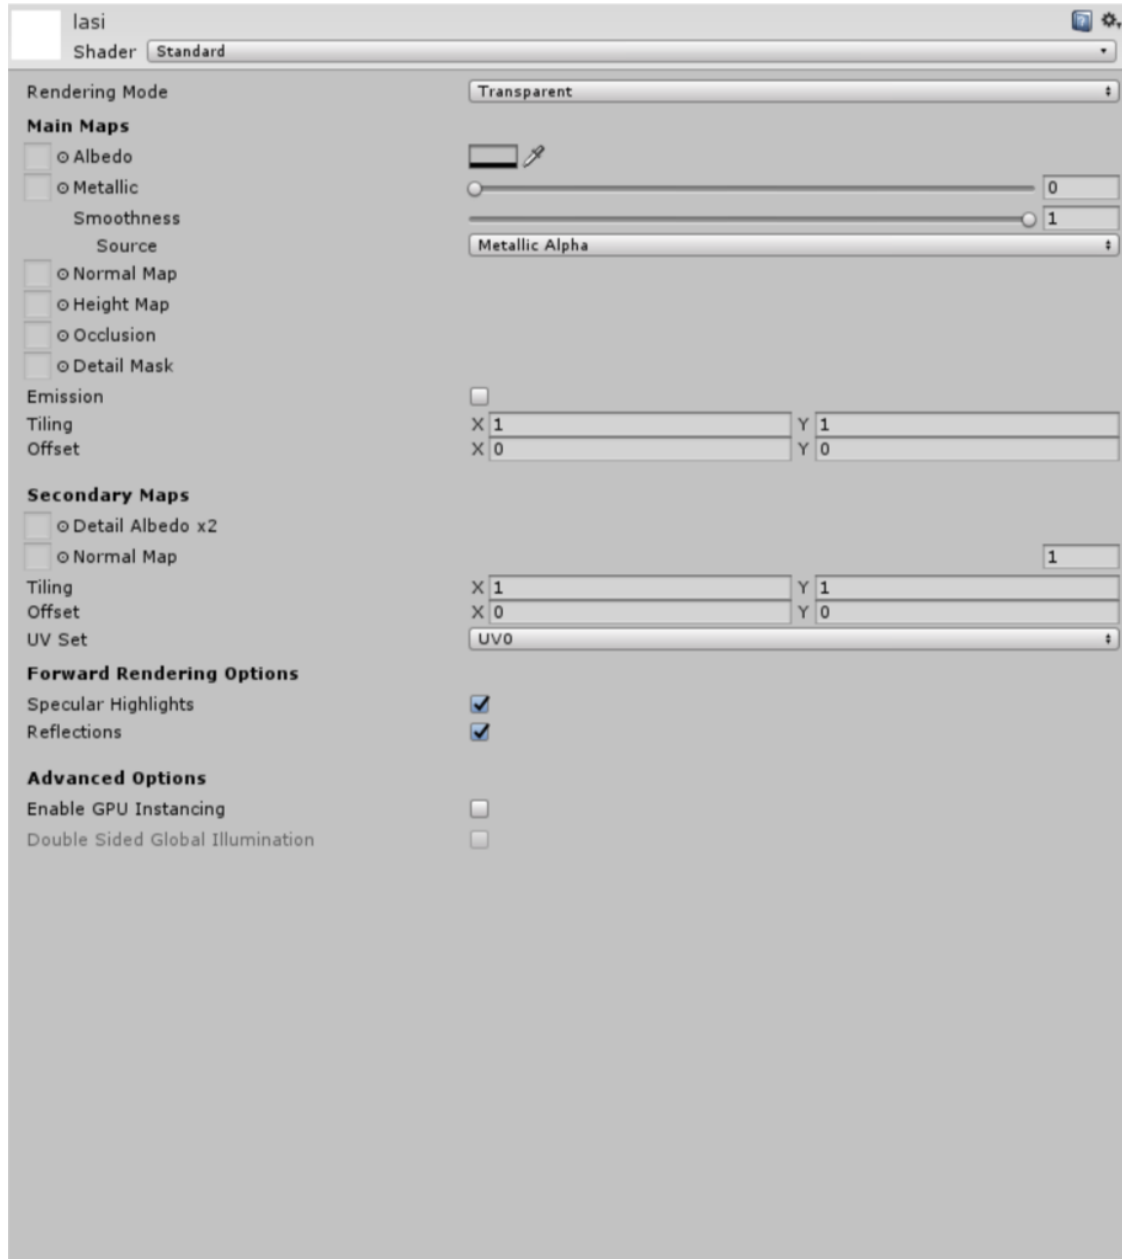 lasi
Shader Standard
Rendering Mode Transparent
Main Maps
Albedo
Metallic 0
Smoothness 1
Source Metallic Alpha
Normal Map
Height Map
Occlusion
Detail Mask
Emission
Tiling X 1 Y 1
Offset X 0 Y 0
Secondary Maps
Detail Albedo x2
Normal Map 1
Tiling X 1 Y 1
Offset X 0 Y 0
UV Set UV0
Forward Rendering Options
Specular Highlights
Reflections
Advanced Options
Enable GPU Instancing
Double Sided Global Illumination